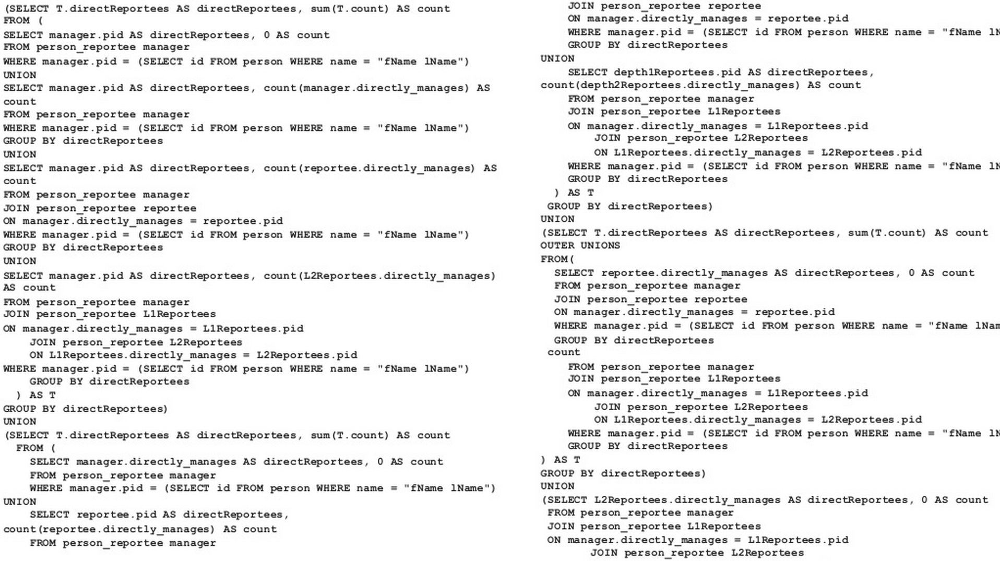 (SELECT T.directReportees AS directReportees, sum(T.count) AS count
FROM (
SELECT manager.pid AS directReportees, 0 AS count
FROM person_reportee manager
WHERE manager.pid = (SELECT id FROM person WHERE name = "fName lName")
UNION
SELECT manager.pid AS directReportees, count(manager.directly_manages) AS
count
FROM person_reportee manager
WHERE manager.pid = (SELECT id FROM person WHERE name = "fName lName")
GROUP BY directReportees
UNION
SELECT manager.pid AS directReportees, count(reportee.directly_manages) AS
count
FROM person_reportee manager
JOIN person_reportee reportee
ON manager.directly_manages = reportee.pid
WHERE manager.pid = (SELECT id FROM person WHERE name = "fName lName")
GROUP BY directReportees
UNION
SELECT manager.pid AS directReportees, count(L2Reportees.directly_manages)
AS count
FROM person_reportee manager
JOIN person_reportee L1Reportees
ON manager.directly_manages = L1Reportees.pid
JOIN person_reportee L2Reportees
ON L1Reportees.directly_manages = L2Reportees.pid
WHERE manager.pid = (SELECT id FROM person WHERE name = "fName lName")
GROUP BY directReportees
) AS T
GROUP BY directReportees)
UNION
(SELECT T.directReportees AS directReportees, sum(T.count) AS count
FROM (
SELECT manager.directly_manages AS directReportees, 0 AS count
FROM person_reportee manager
WHERE manager.pid = (SELECT id FROM person WHERE name = "fName lName")
UNION
SELECT reportee.pid AS directReportees,
count(reportee.directly_manages) AS count
FROM person_reportee manager
JOIN person_reportee reportee
ON manager.directly_manages = reportee.pid
WHERE manager.pid = (SELECT id FROM person WHERE name = "fName lN
GROUP BY directReportees
UNION
SELECT depth1Reportees.pid AS directReportees,
count(depth2Reportees.directly_manages) AS count
FROM person_reportee manager
JOIN person_reportee L1Reportees
ON manager.directly_manages = L1Reportees.pid
JOIN person_reportee L2Reportees
ON L1Reportees.directly_manages = L2Reportees.pid
WHERE manager.pid = (SELECT id FROM person WHERE name = "fName lN
GROUP BY directReportees
) AS T
GROUP BY directReportees)
UNION
(SELECT T.directReportees AS directReportees, sum(T.count) AS count
OUTER UNIONS
FROM(
SELECT reportee.directly_manages AS directReportees, 0 AS count
FROM person_reportee manager
JOIN person_reportee reportee
ON manager.directly_manages = reportee.pid
WHERE manager.pid = (SELECT id FROM person WHERE name = "fName lNam
GROUP BY directReportees
count
FROM person_reportee manager
JOIN person_reportee L1Reportees
ON manager.directly_manages = L1Reportees.pid
JOIN person_reportee L2Reportees
ON L1Reportees.directly_manages = L2Reportees.pid
WHERE manager.pid = (SELECT id FROM person WHERE name = "fName lN
GROUP BY directReportees
) AS T
GROUP BY directReportees)
UNION
(SELECT L2Reportees.directly_manages AS directReportees, 0 AS count
FROM person_reportee manager
JOIN person_reportee L1Reportees
ON manager.directly_manages = L1Reportees.pid
JOIN person_reportee L2Reportees